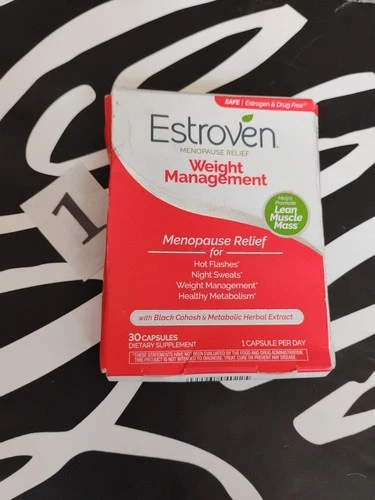 SAFE | Estrogen & Drug Free
Estroven
MENOPAUSE RELIEF
Weight
Management
Helps
Promote
Lean
Muscle
Mass
1
Menopause Relief
for
Hot Flashes*
Night Sweats*
Weight Management*
Healthy Metabolism*
with Black Cohosh & Metabolic Herbal Extract
30 CAPSULES
DIETARY SUPPLEMENT
1 CAPSULE PER DAY
*THESE STATEMENTS HAVE NOT BEEN EVALUATED BY THE FOOD AND DRUG ADMINISTRATION.
THIS PRODUCT IS NOT INTENDED TO DIAGNOSE, TREAT, CURE OR PREVENT ANY DISEASE.